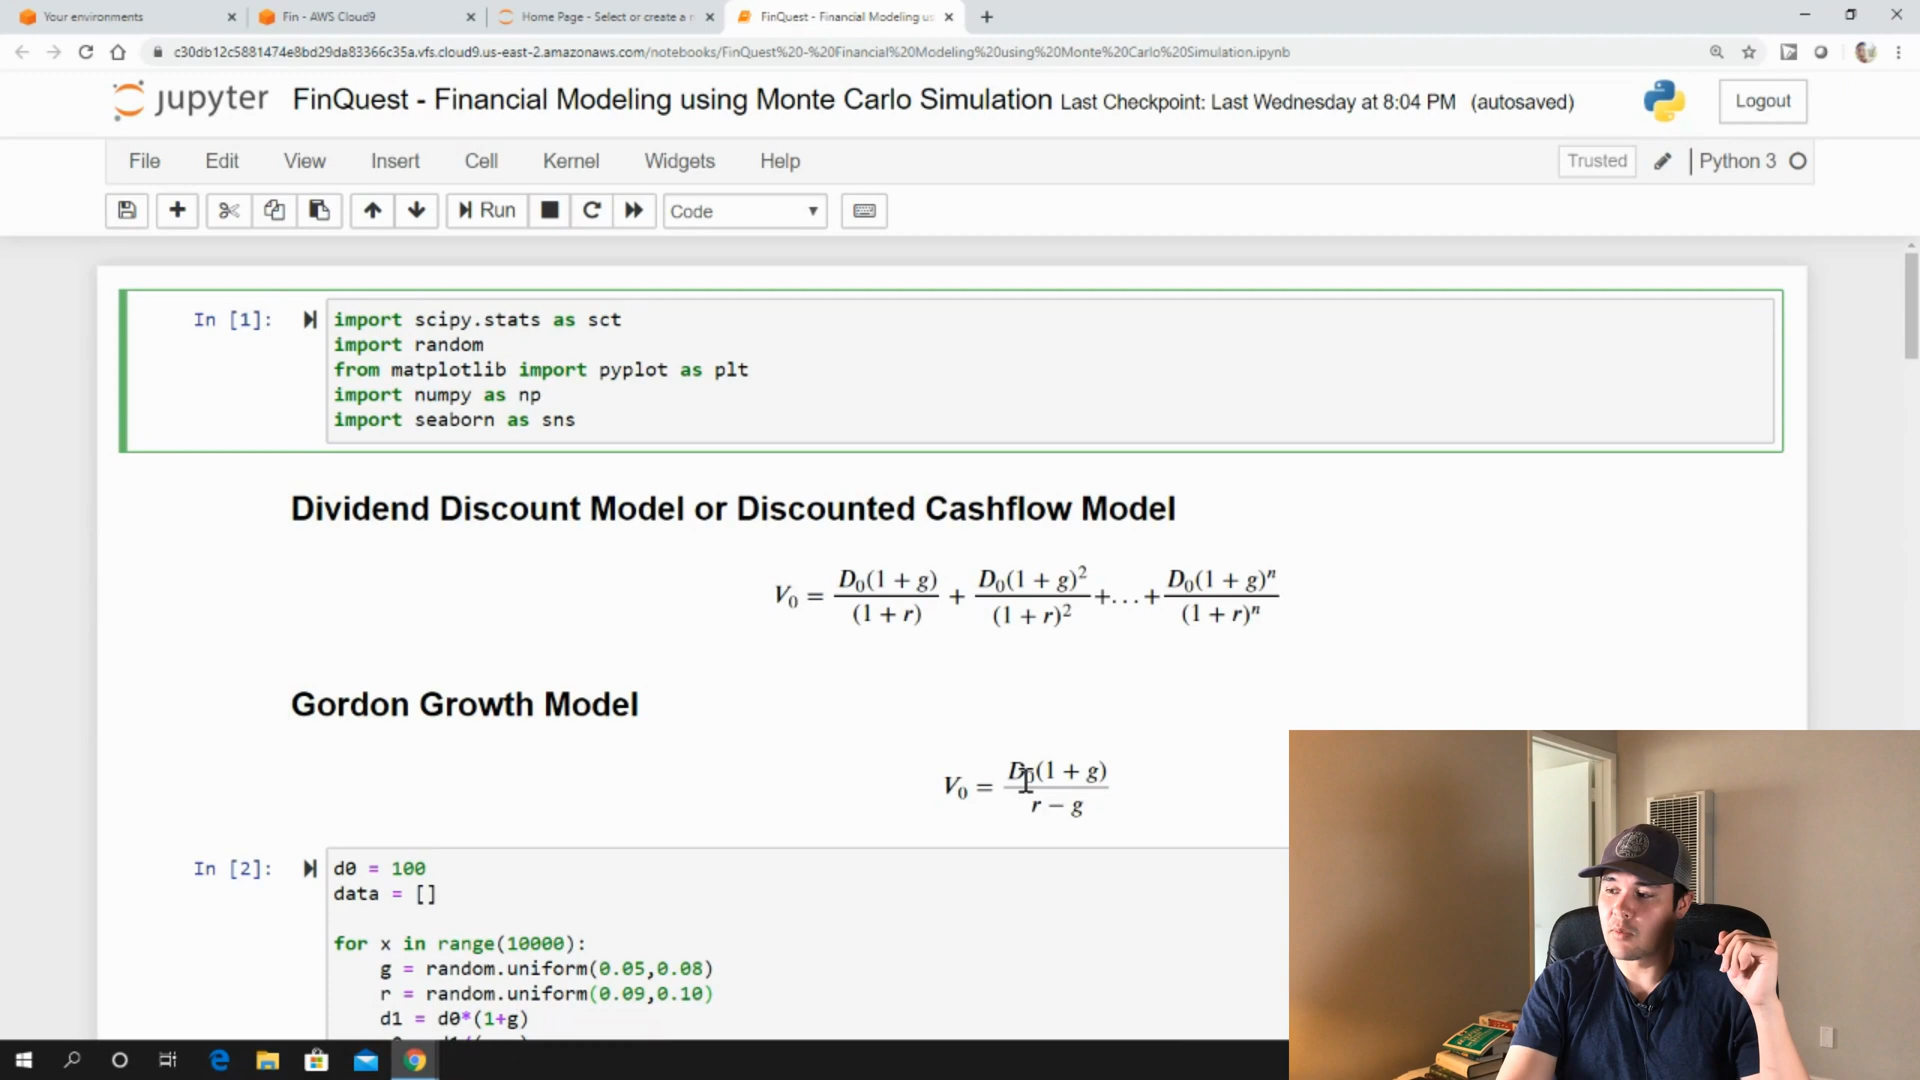 Your environments
Fin - AWS Cloud9
Home Page - Select or create a n
FinQuest - Financial Modeling us
c30db12c5881474e8bd29da83366c35a.vfs.cloud9.us-east-2.amazonaws.com/notebooks/FinQuest%20-%20Financial%20Modeling%20using%20Monte%20Carlo%20Simulation.ipynb
jupyter FinQuest - Financial Modeling using Monte Carlo Simulation Last Checkpoint: Last Wednesday at 8:04 PM (autosaved)
Logout
File Edit View Insert Cell Kernel Widgets Help
Trusted
Python 3
Run
Code
In [1]:
import scipy.stats as sct
import random
from matplotlib import pyplot as plt
import numpy as np
import seaborn as sns
Dividend Discount Model or Discounted Cashflow Model
V₀ = D₀(1 + g)/(1 + r) + D₀(1 + g)²/(1 + r)² +...+ D₀(1 + g)ⁿ/(1 + r)ⁿ
Gordon Growth Model
V₀ = D₀(1 + g)/r − g
In [2]:
d0 = 100
data = []
for x in range(10000):
g = random.uniform(0.05,0.08)
r = random.uniform(0.09,0.10)
d1 = d0*(1+g)